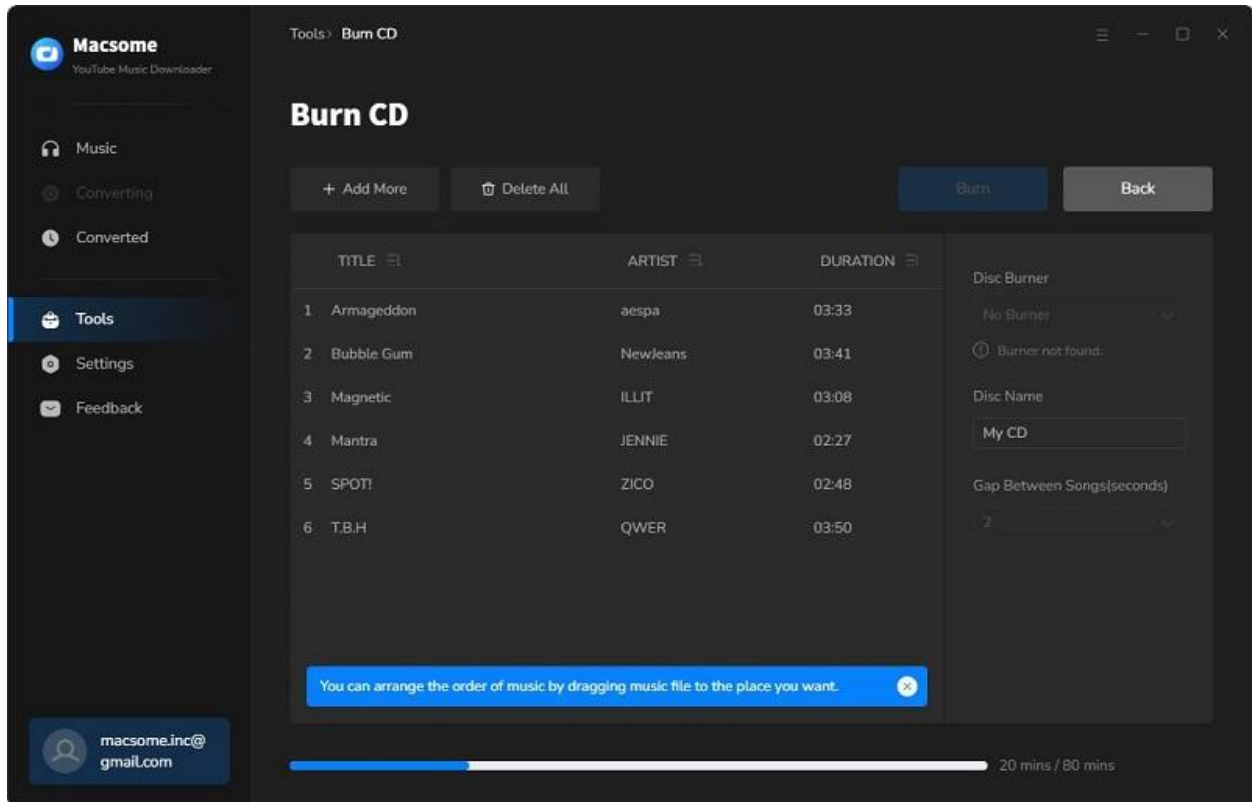 Macsome
YouTube Music Downloader
Music
Converting
Converted
Tools
Settings
Feedback
macsome.inc@
gmail.com
Tools> Burn CD
Burn CD
+ Add More
Delete All
Burn
Back
TITLE ARTIST DURATION
1 Armageddon aespa 03:33
2 Bubble Gum NewJeans 03:41
3 Magnetic ILLIT 03:08
4 Mantra JENNIE 02:27
5 SPOT! ZICO 02:48
6 T.B.H QWER 03:50
You can arrange the order of music by dragging music file to the place you want.
Disc Burner
No Burner
Burner not found.
Disc Name
My CD
Gap Between Songs(seconds)
2
20 mins / 80 mins